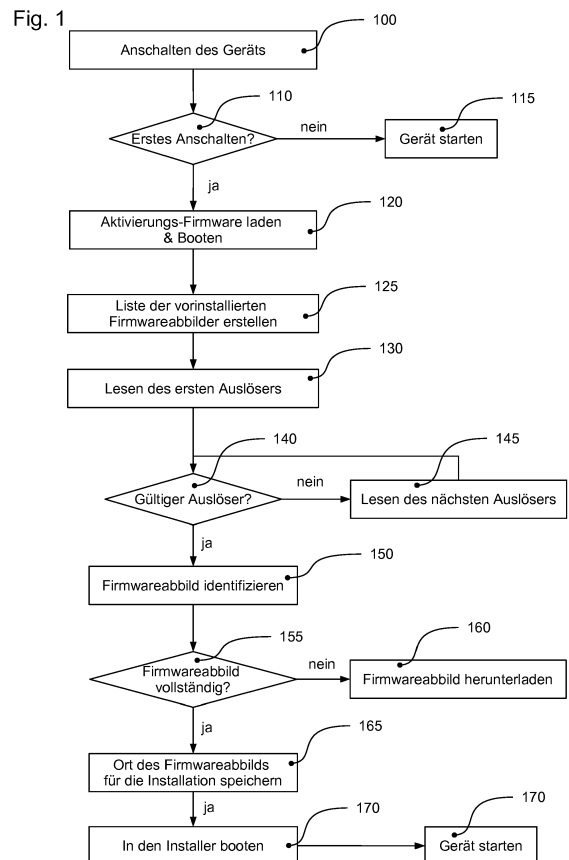 Fig. 1
100
Anschalten des Geräts
110
115
Erstes Anschalten?
nein
Gerät starten
ja
120
Aktivierungs-Firmware laden
& Booten
125
Liste der vorinstallierten
Firmwareabbilder erstellen
130
Lesen des ersten Auslösers
140
145
Gültiger Auslöser?
nein
Lesen des nächsten Auslösers
ja
150
Firmwareabbild identifizieren
155
160
Firmwareabbild
vollständig?
nein
Firmwareabbild herunterladen
ja
165
Ort des Firmwareabbilds
für die Installation speichern
ja
170
170
In den Installer booten
Gerät starten